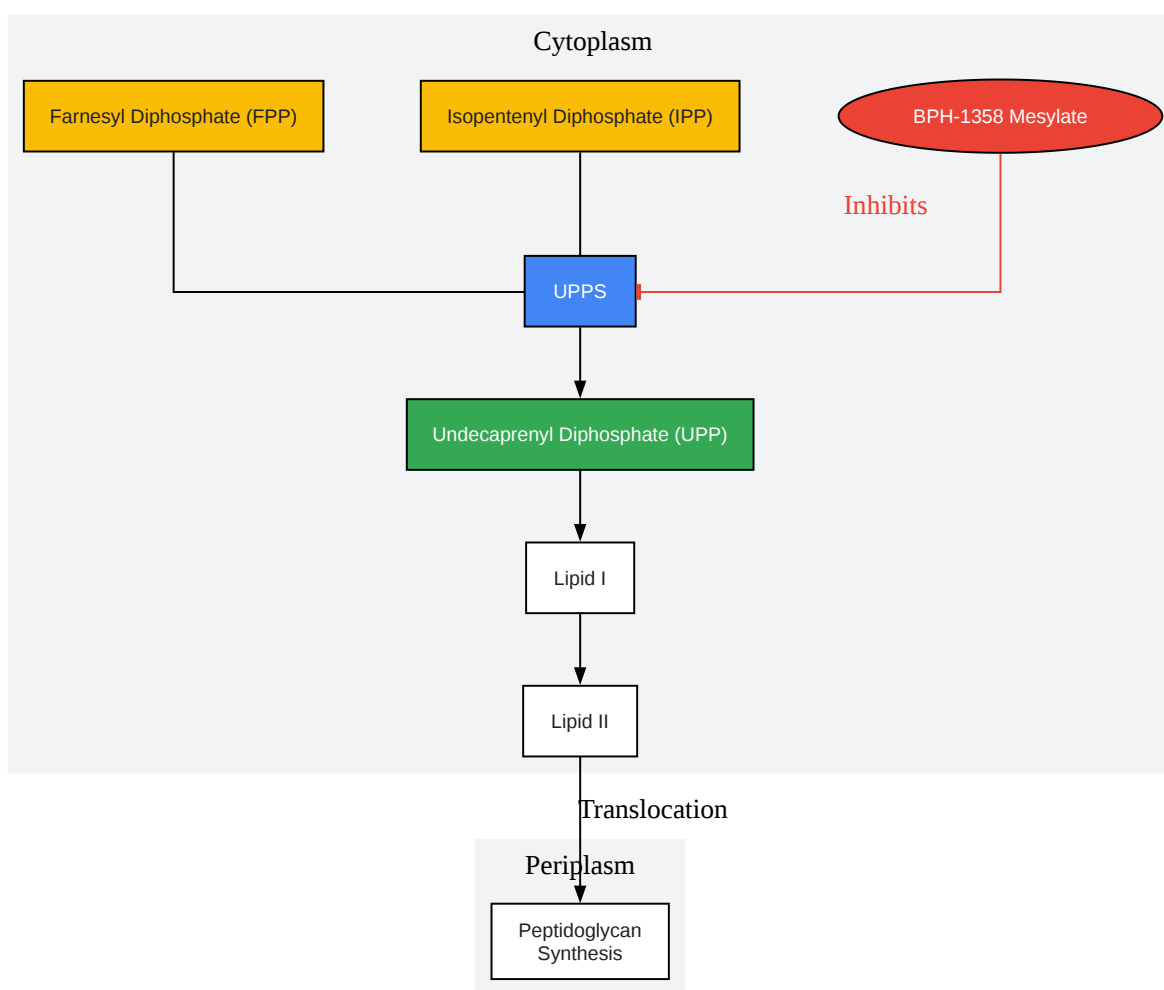 Cytoplasm
Farnesyl Diphosphate (FPP)
Isopentenyl Diphosphate (IPP)
BPH-1358 Mesylate
Inhibits
UPPS
Undecaprenyl Diphosphate (UPP)
Lipid I
Lipid II
Translocation
Periplasm
Peptidoglycan
Synthesis